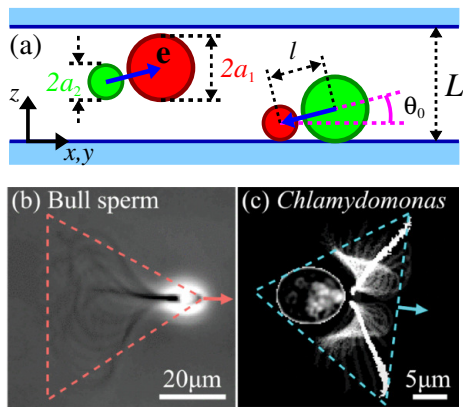 (a)
e
2a₂
2a₁
l
L
z
θ₀
x,y
(b) Bull sperm
(c) Chlamydomonas
20µm
5µm